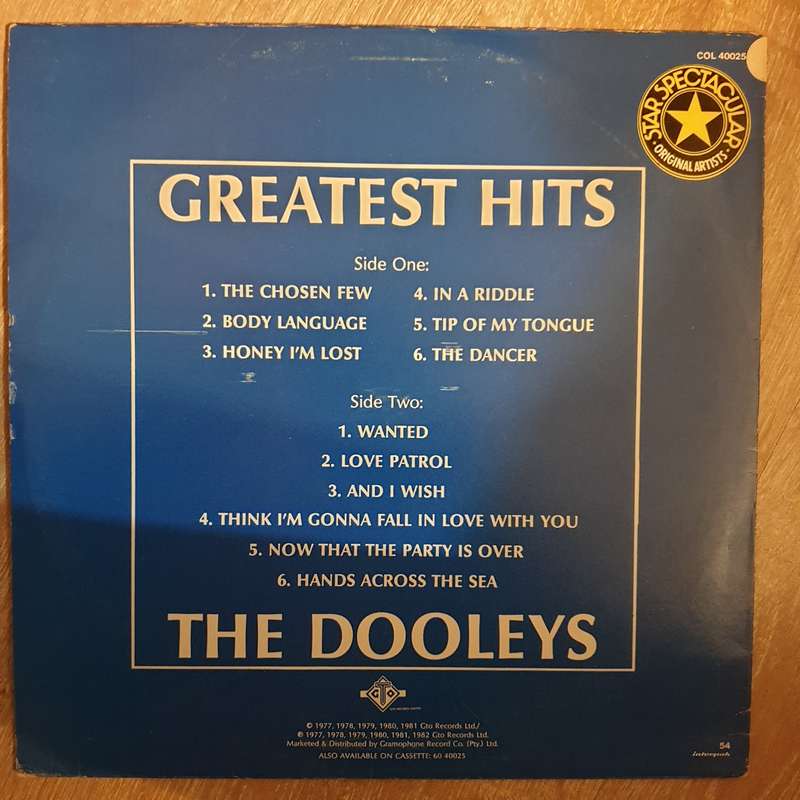 COL 40025
STAR SPECTACULAR
· ORIGINAL ARTISTS ·
GREATEST HITS
Side One:
1. THE CHOSEN FEW
2. BODY LANGUAGE
3. HONEY I'M LOST
4. IN A RIDDLE
5. TIP OF MY TONGUE
6. THE DANCER
Side Two:
1. WANTED
2. LOVE PATROL
3. AND I WISH
4. THINK I'M GONNA FALL IN LOVE WITH YOU
5. NOW THAT THE PARTY IS OVER
6. HANDS ACROSS THE SEA
THE DOOLEYS
GTO
© 1977, 1978, 1979, 1980, 1981 Gto Records Ltd./
℗ 1977, 1978, 1979, 1980, 1981, 1982 Gto Records Ltd.
Marketed & Distributed by Gramophone Record Co. (Pty.) Ltd.
ALSO AVAILABLE ON CASSETTE: 60 40025
54
interpak